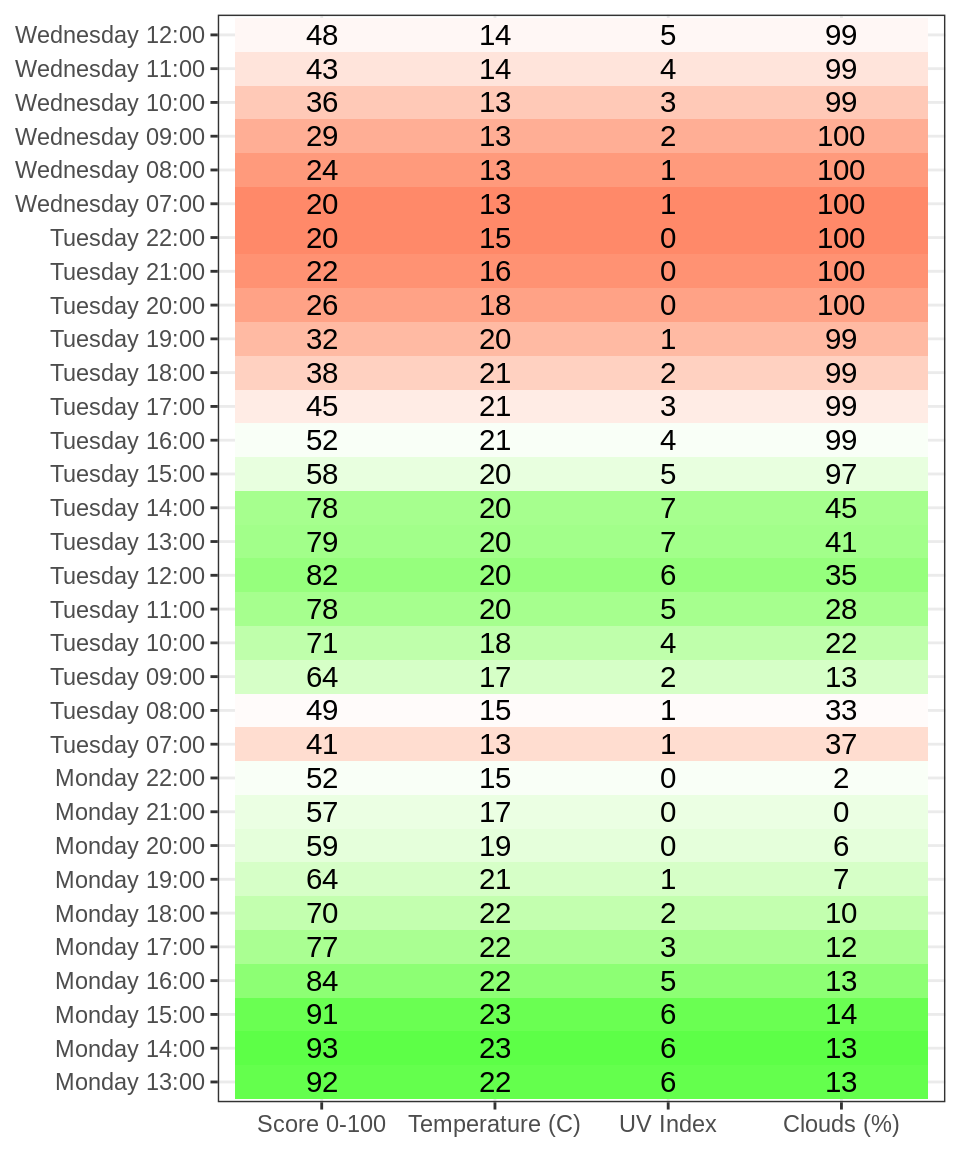 Wednesday 12:00 48 14 5 99
Wednesday 11:00 43 14 4 99
Wednesday 10:00 36 13 3 99
Wednesday 09:00 29 13 2 100
Wednesday 08:00 24 13 1 100
Wednesday 07:00 20 13 1 100
Tuesday 22:00 20 15 0 100
Tuesday 21:00 22 16 0 100
Tuesday 20:00 26 18 0 100
Tuesday 19:00 32 20 1 99
Tuesday 18:00 38 21 2 99
Tuesday 17:00 45 21 3 99
Tuesday 16:00 52 21 4 99
Tuesday 15:00 58 20 5 97
Tuesday 14:00 78 20 7 45
Tuesday 13:00 79 20 7 41
Tuesday 12:00 82 20 6 35
Tuesday 11:00 78 20 5 28
Tuesday 10:00 71 18 4 22
Tuesday 09:00 64 17 2 13
Tuesday 08:00 49 15 1 33
Tuesday 07:00 41 13 1 37
Monday 22:00 52 15 0 2
Monday 21:00 57 17 0 0
Monday 20:00 59 19 0 6
Monday 19:00 64 21 1 7
Monday 18:00 70 22 2 10
Monday 17:00 77 22 3 12
Monday 16:00 84 22 5 13
Monday 15:00 91 23 6 14
Monday 14:00 93 23 6 13
Monday 13:00 92 22 6 13
Score 0-100 Temperature (C) UV Index Clouds (%)